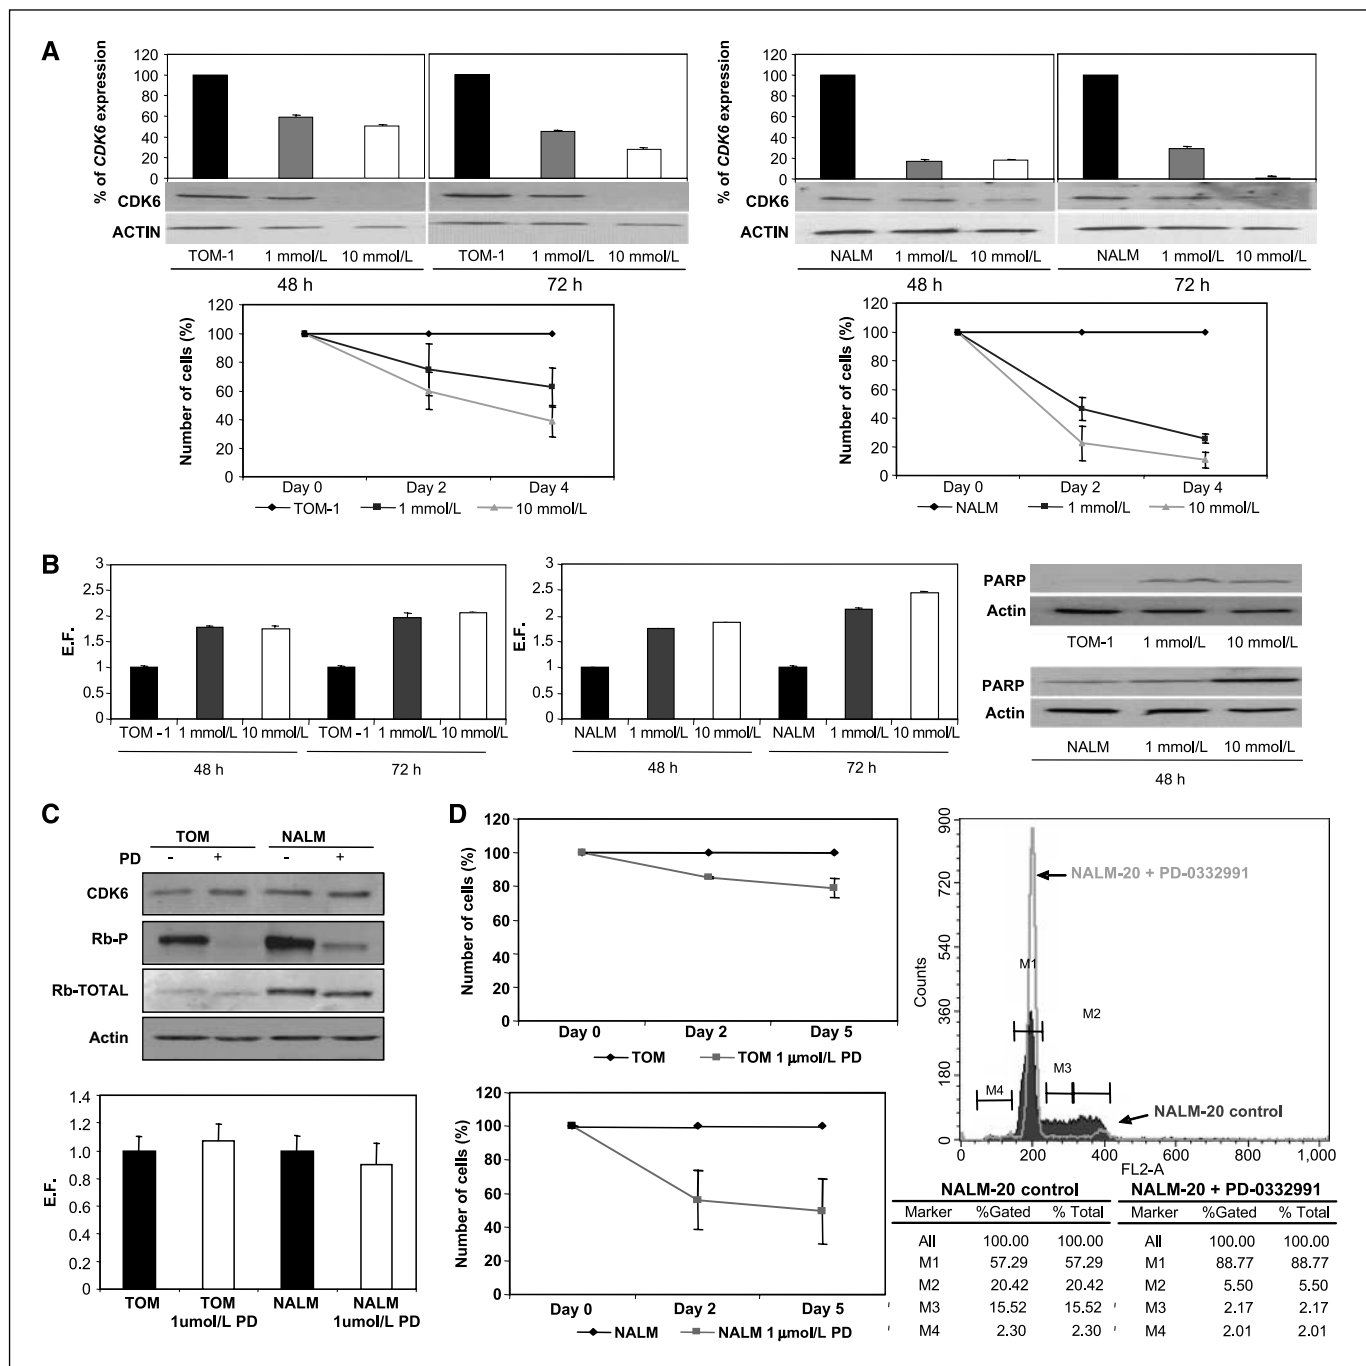 A
% of CDK6 expression
120
100
80
60
40
20
0
CDK6
ACTIN
TOM-1 1 mmol/L 10 mmol/L TOM-1 1 mmol/L 10 mmol/L
48 h 72 h
% of CDK6 expression
120
100
80
60
40
20
0
CDK6
ACTIN
NALM 1 mmol/L 10 mmol/L NALM 1 mmol/L 10 mmol/L
48 h 72 h
Number of cells (%)
120
100
80
60
40
20
0
Day 0 Day 2 Day 4
TOM-1 1 mmol/L 10 mmol/L
Number of cells (%)
120
100
80
60
40
20
0
Day 0 Day 2 Day 4
NALM 1 mmol/L 10 mmol/L
B
E.F.
3
2.5
2
1.5
1
0.5
0
TOM -1 1 mmol/L 10 mmol/L TOM -1 1 mmol/L 10 mmol/L
48 h 72 h
E.F.
3
2.5
2
1.5
1
0.5
0
NALM 1 mmol/L 10 mmol/L NALM 1 mmol/L 10 mmol/L
48 h 72 h
PARP
Actin
TOM-1 1 mmol/L 10 mmol/L
PARP
Actin
NALM 1 mmol/L 10 mmol/L
48 h
C
TOM NALM
PD - + - +
CDK6
Rb-P
Rb-TOTAL
Actin
E.F.
1.4
1.2
1.0
0.8
0.6
0.4
0.2
0
TOM TOM 1umol/L PD NALM NALM 1umol/L PD
D
Number of cells (%)
120
100
80
60
40
20
0
Day 0 Day 2 Day 5
TOM TOM 1 µmol/L PD
Number of cells (%)
120
100
80
60
40
20
0
Day 0 Day 2 Day 5
NALM NALM 1 µmol/L PD
Counts
900
720
540
360
180
0
NALM-20 + PD-0332991
M1
M2
M3
M4
NALM-20 control
0 200 400 600 800 1,000
FL2-A
NALM-20 control NALM-20 + PD-0332991
Marker %Gated % Total Marker %Gated % Total
All 100.00 100.00 All 100.00 100.00
M1 57.29 57.29 M1 88.77 88.77
M2 20.42 20.42 M2 5.50 5.50
M3 15.52 15.52 M3 2.17 2.17
M4 2.30 2.30 M4 2.01 2.01